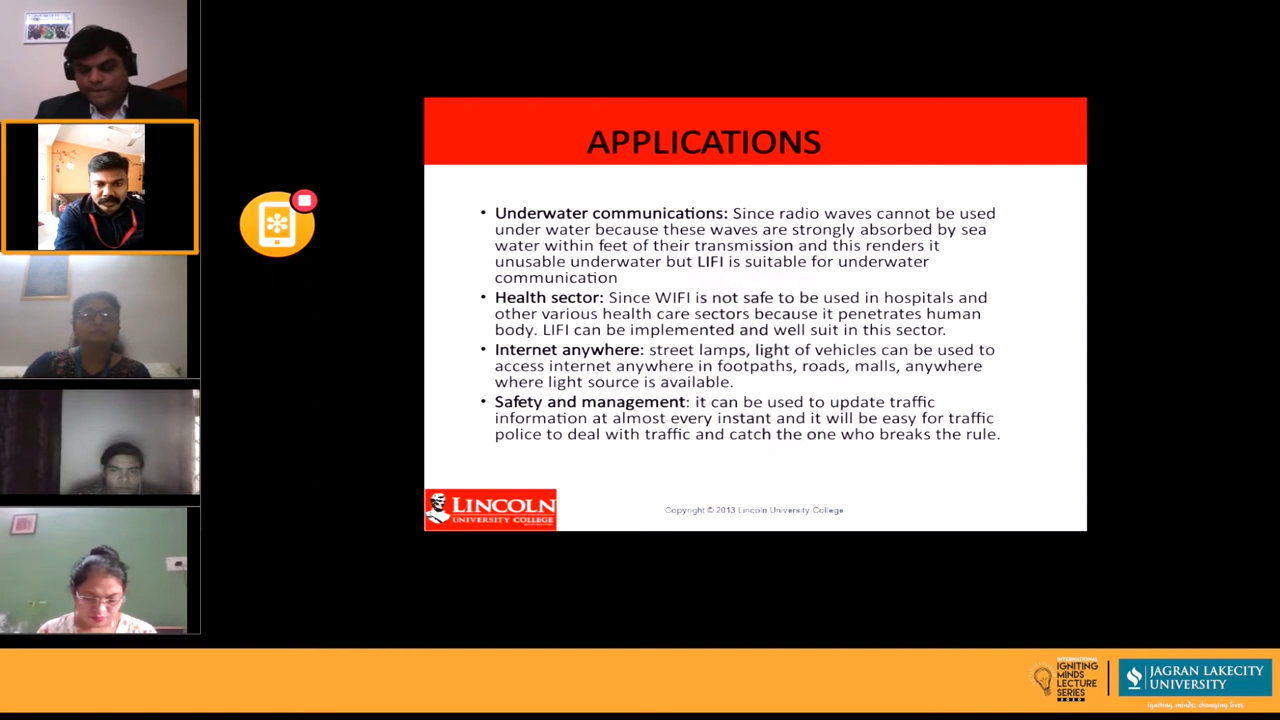 APPLICATIONS
• Underwater communications: Since radio waves cannot be used
under water because these waves are strongly absorbed by sea
water within feet of their transmission and this renders it
unusable underwater but LIFI is suitable for underwater
communication
• Health sector: Since WIFI is not safe to be used in hospitals and
other various health care sectors because it penetrates human
body. LIFI can be implemented and well suit in this sector.
• Internet anywhere: street lamps, light of vehicles can be used to
access internet anywhere in footpaths, roads, malls, anywhere
where light source is available.
• Safety and management: it can be used to update traffic
information at almost every instant and it will be easy for traffic
police to deal with traffic and catch the one who breaks the rule.
LINCOLN
UNIVERSITY COLLEGE
Copyright © 2013 Lincoln University College
INTERNATIONAL
IGNITING
MINDS
LECTURE
SERIES
JAGRAN LAKECITY
UNIVERSITY
igniting minds; changing lives